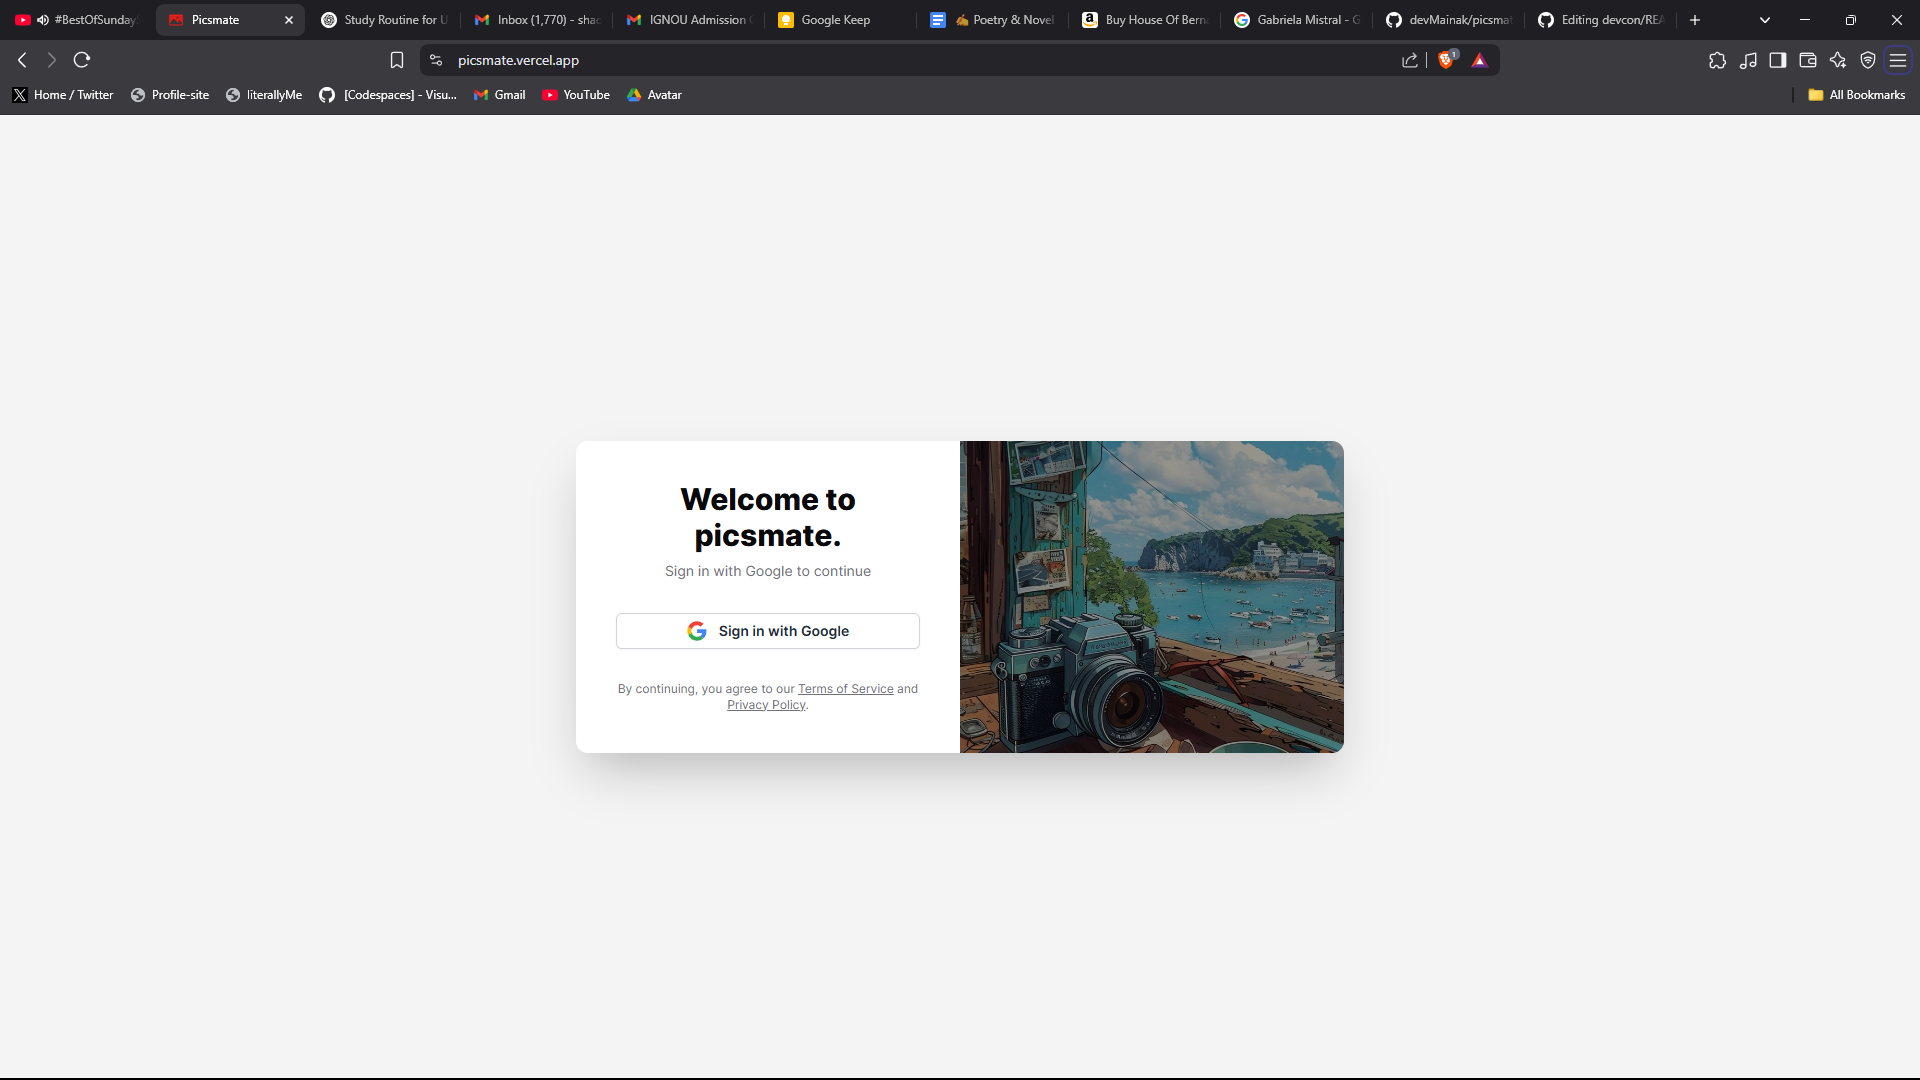 #BestOfSunday
Picsmate
Study Routine for U
Inbox (1,770) - shac
IGNOU Admission
Google Keep
Poetry & Novel
Buy House Of Berna
Gabriela Mistral - G
devMainak/picsmat
Editing devcon/REA
picsmate.vercel.app
1
Home / Twitter
Profile-site
literallyMe
[Codespaces] - Visu...
Gmail
YouTube
Avatar
All Bookmarks
Welcome to
picsmate.
Sign in with Google to continue
Sign in with Google
By continuing, you agree to our Terms of Service and
Privacy Policy.